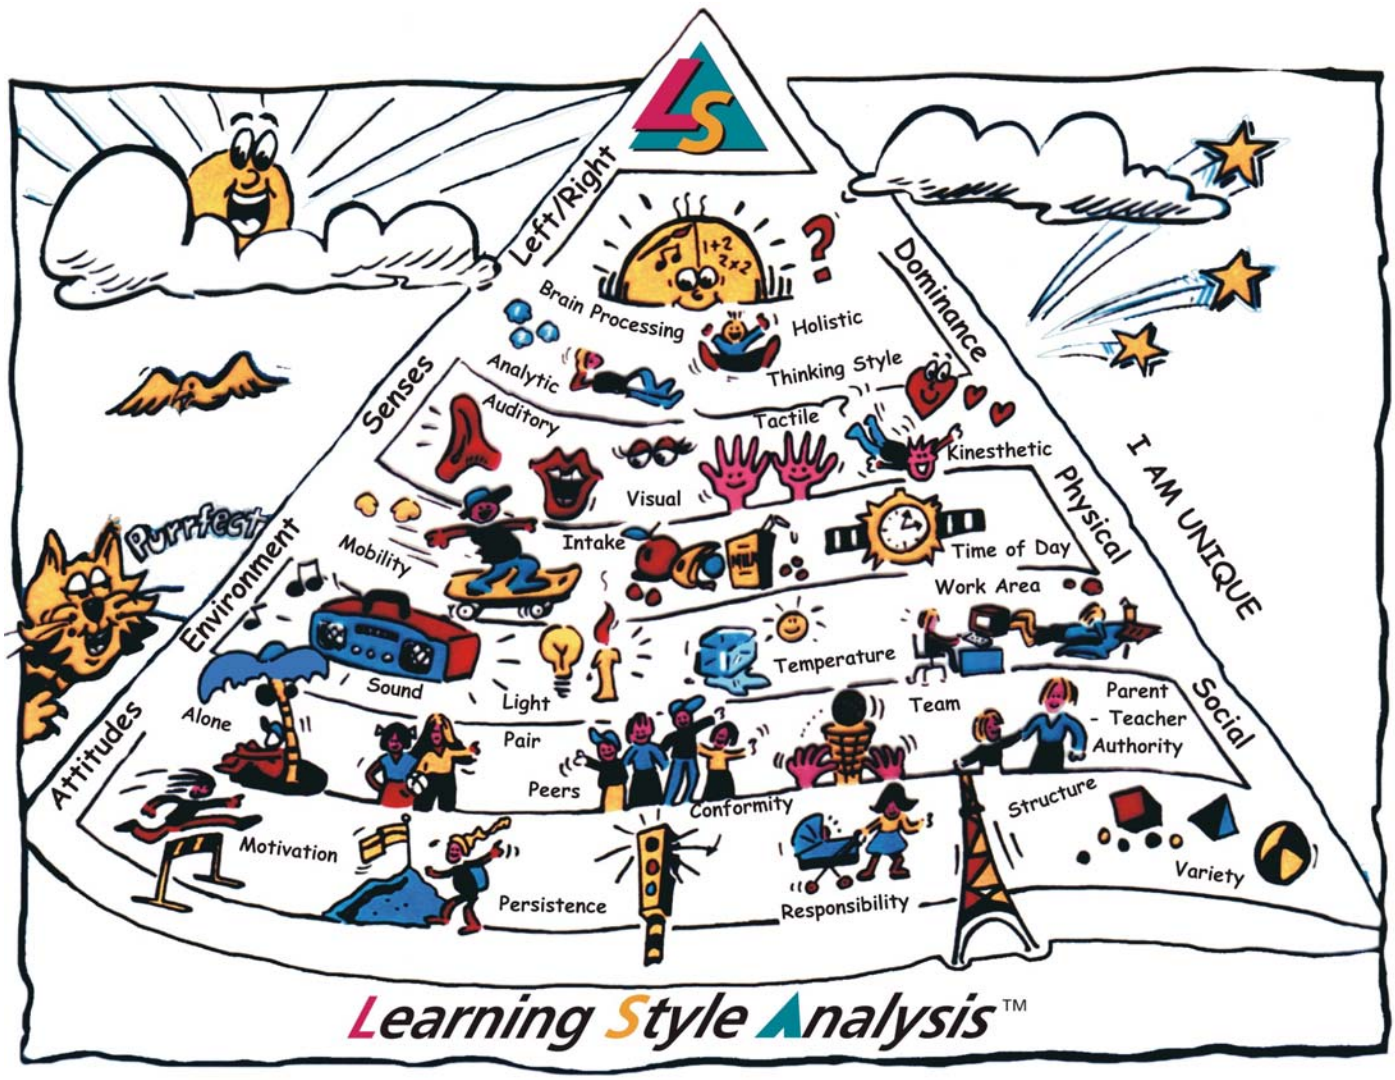 LS
Left/Right
Dominance
1+2
2x2
?
Brain Processing
Holistic
Analytic
Thinking Style
Senses
Auditory
Tactile
Visual
Kinesthetic
Physical
I AM UNIQUE
Purrfect
Mobility
Intake
MILK
Time of Day
Environment
Work Area
Sound
Light
Temperature
Social
Alone
Pair
Peers
Team
Parent
- Teacher
Authority
Attitudes
Motivation
Persistence
Conformity
Responsibility
Structure
Variety
Learning Style Analysis™